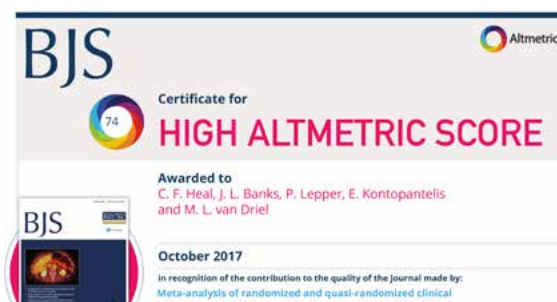 BJS
Altmetric
Certificate for
74
HIGH ALTMETRIC SCORE
Awarded to
C. F. Heal, J. L. Banks, P. Lepper, E. Kontopantelis
and M. L. van Driel
BJS
October 2017
in recognition of the contribution to the quality of the Journal made by:
Meta-analysis of randomized and quasi-randomized clinical